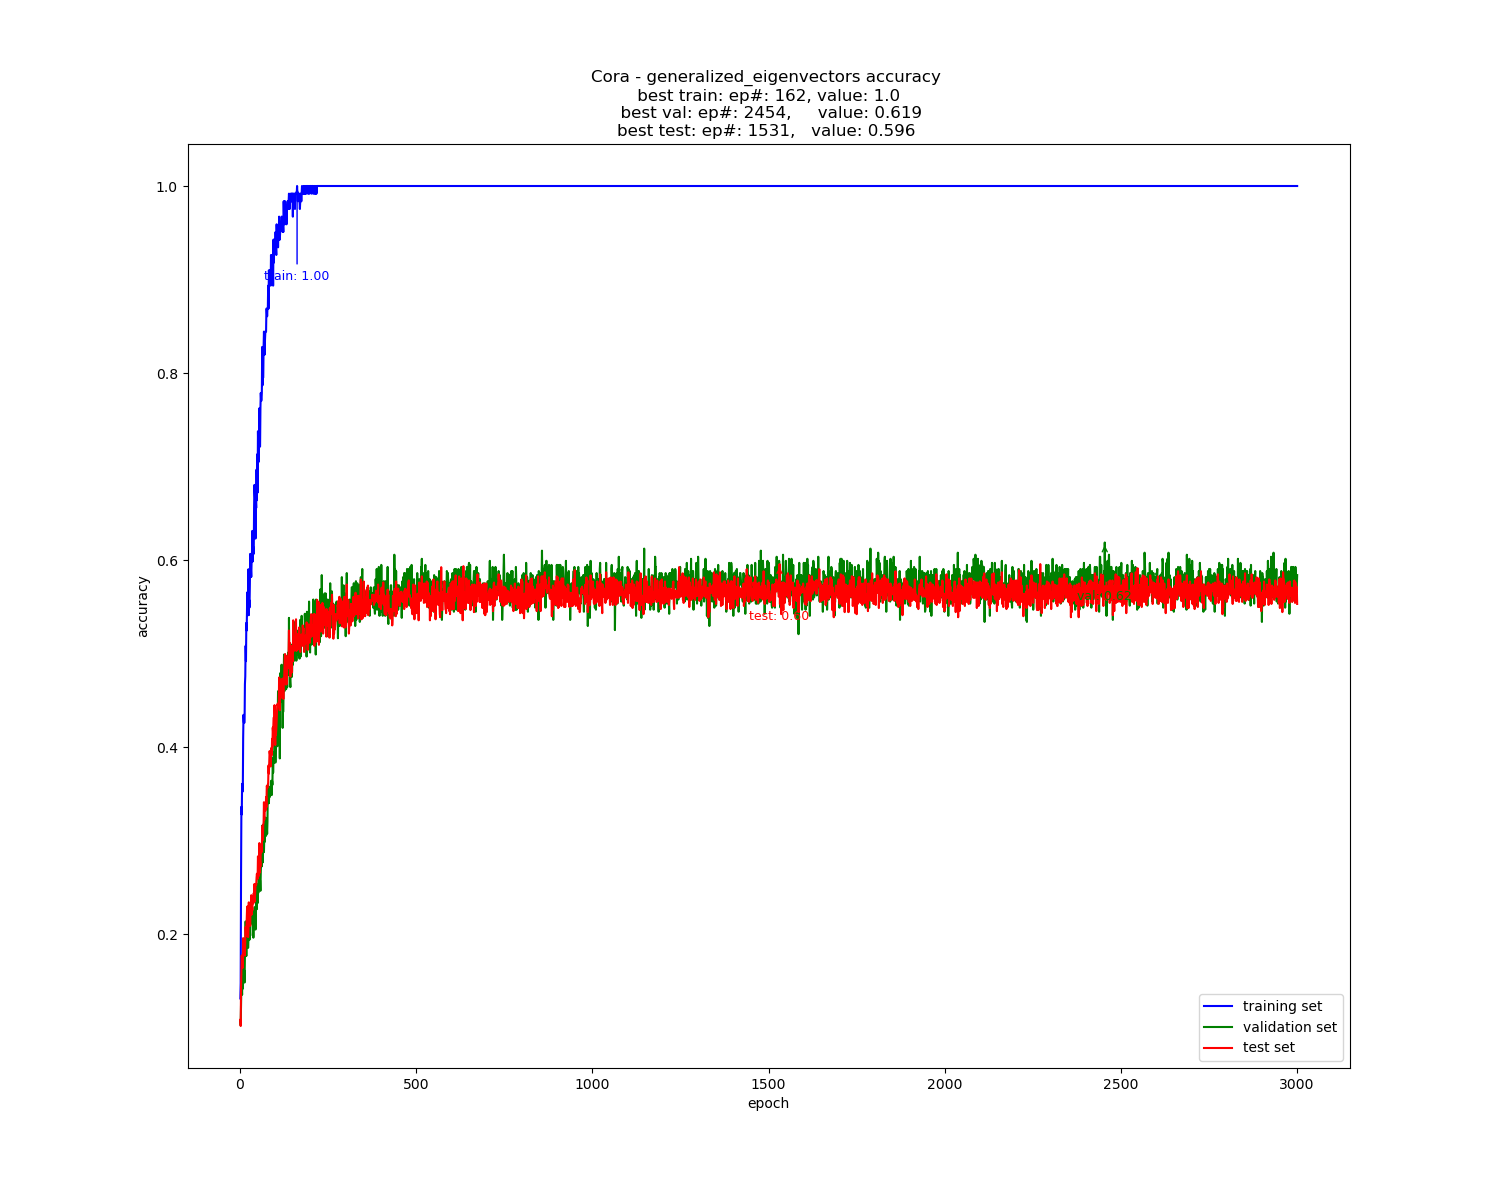 Cora - generalized_eigenvectors accuracy
best train: ep#: 162, value: 1.0
best val: ep#: 2454, value: 0.619
best test: ep#: 1531, value: 0.596
1.0
0.8
0.6
0.4
0.2
accuracy
train: 1.00
test: 0.60
training set
validation set
test set
0 500 1000 1500 2000 2500 3000
epoch